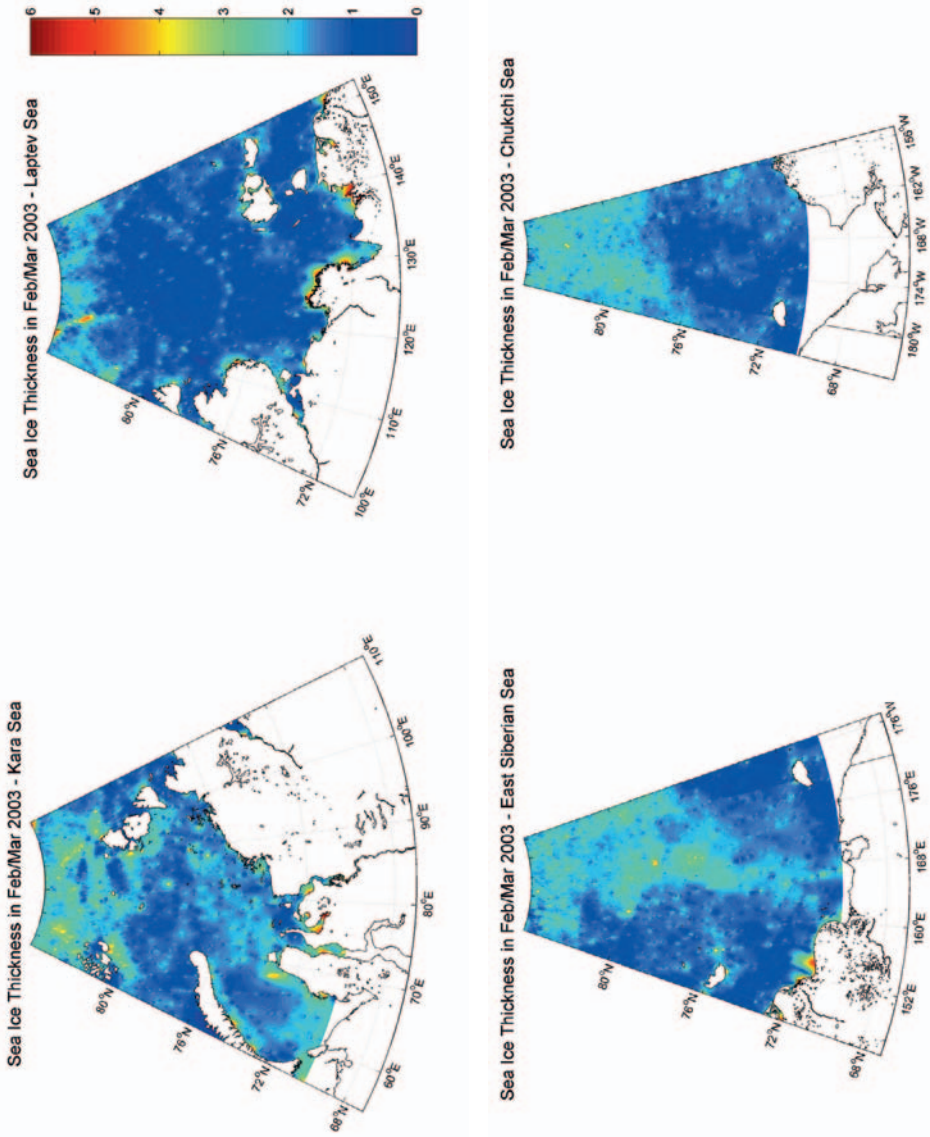 Sea Ice Thickness in Feb/Mar 2003 - Kara Sea
80°N
76°N
72°N
68°N
60°E
70°E
80°E
90°E
100°E
110°E
Sea Ice Thickness in Feb/Mar 2003 - Laptev Sea
80°N
76°N
72°N
100°E
110°E
120°E
130°E
140°E
150°E
6
5
4
3
2
1
0
Sea Ice Thickness in Feb/Mar 2003 - East Siberian Sea
80°N
76°N
72°N
68°N
152°E
160°E
168°E
176°E
176°W
Sea Ice Thickness in Feb/Mar 2003 - Chukchi Sea
80°N
76°N
72°N
68°N
180°W
174°W
168°W
162°W
156°W